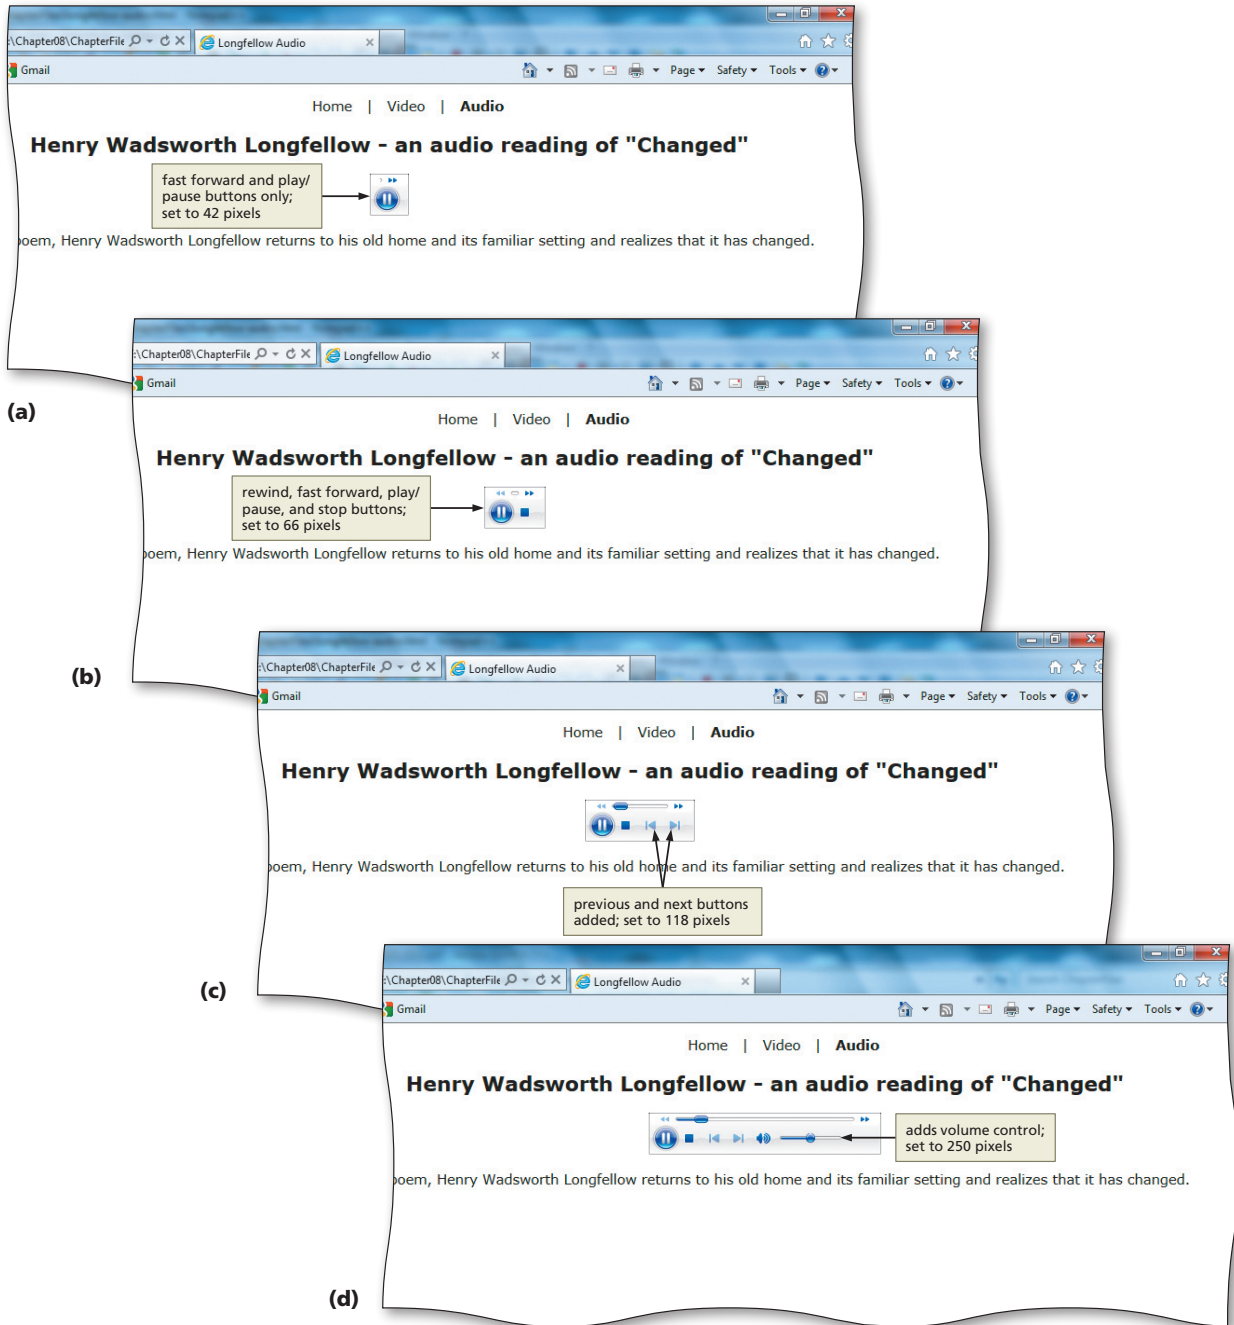 :\Chapter08\ChapterFile
Longfellow Audio
Gmail
Page
Safety
Tools
Home | Video | Audio
Henry Wadsworth Longfellow - an audio reading of "Changed"
fast forward and play/
pause buttons only;
set to 42 pixels
poem, Henry Wadsworth Longfellow returns to his old home and its familiar setting and realizes that it has changed.
(a)
:\Chapter08\ChapterFile
Longfellow Audio
Gmail
Page
Safety
Tools
Home | Video | Audio
Henry Wadsworth Longfellow - an audio reading of "Changed"
rewind, fast forward, play/
pause, and stop buttons;
set to 66 pixels
poem, Henry Wadsworth Longfellow returns to his old home and its familiar setting and realizes that it has changed.
(b)
:\Chapter08\ChapterFile
Longfellow Audio
Gmail
Page
Safety
Tools
Home | Video | Audio
Henry Wadsworth Longfellow - an audio reading of "Changed"
poem, Henry Wadsworth Longfellow returns to his old home and its familiar setting and realizes that it has changed.
previous and next buttons
added; set to 118 pixels
(c)
:\Chapter08\ChapterFile
Longfellow Audio
Gmail
Page
Safety
Tools
Home | Video | Audio
Henry Wadsworth Longfellow - an audio reading of "Changed"
adds volume control;
set to 250 pixels
poem, Henry Wadsworth Longfellow returns to his old home and its familiar setting and realizes that it has changed.
(d)